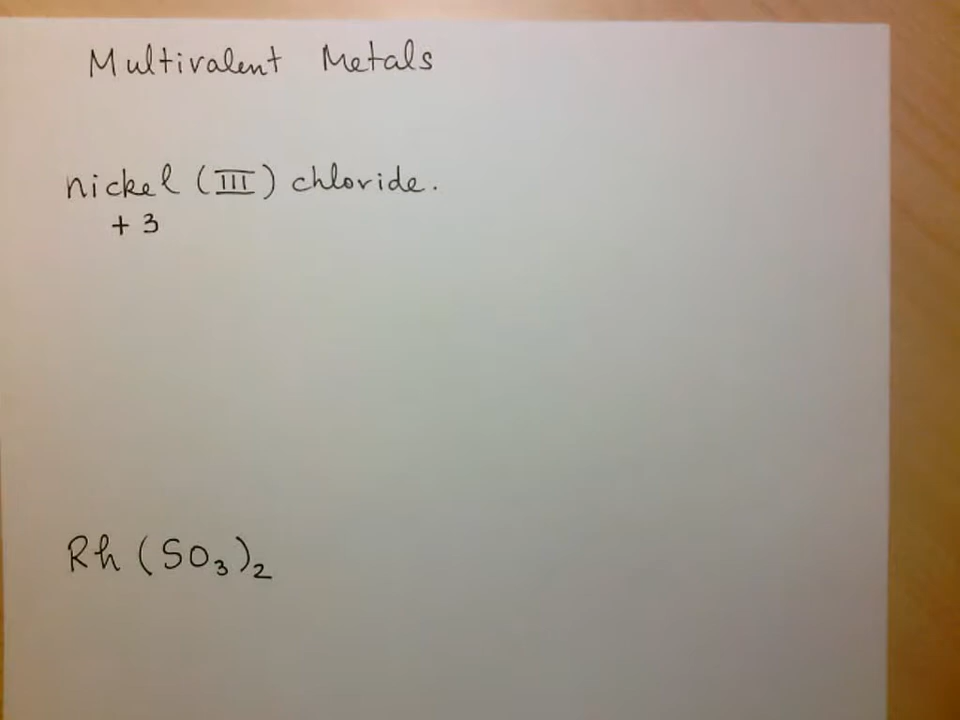 Multivalent Metals
nickel (III) chloride.
+3
Rh(SO₃)₂